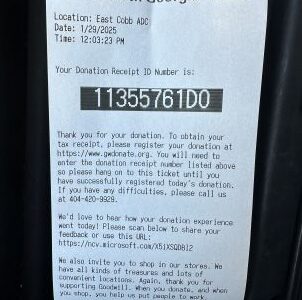 Location: East Cobb ADC
Date: 1/29/2025
Time: 12:03:23 PM
Your Donation Receipt ID Number is:
11355761D0
Thank you for your donation. To obtain your
tax receipt, please register your donation at
https://www.gwdonate.org. You will need to
enter the donation receipt number listed above
so please hang on to this ticket until you
have successfully registered today's donation.
If you have any difficulties, please call us
at 404-420-9929.
We'd love to hear how your donation experience
went today! Please scan below to share your
feedback or use this URL:
https://ncv.microsoft.com/X5iXSQD8I2
We also invite you to shop in our stores. We
have all kinds of treasures and lots of
convenient locations. Again, thank you for
supporting Goodwill. When you donate, and when
you shop, you help us put people to work